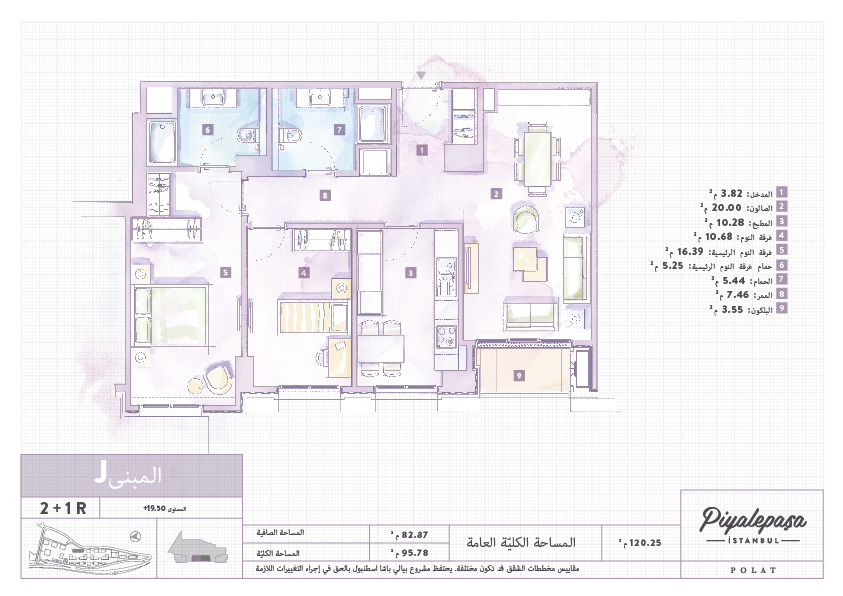 6
7
1
8
2
5
4
3
9
1 المدخل: 3.82 م²
2 الصالون: 20.00 م²
3 المطبخ: 10.28 م²
4 غرفة النوم: 10.68 م²
5 غرفة النوم الرئيسية: 16.39 م²
6 حمام غرفة النوم الرئيسية: 5.25 م²
7 الحمام: 5.44 م²
8 الممر: 7.46 م²
9 البلكون: 3.55 م²
المبنى J
2+1R
المستوى 19.50+
المساحة الصافية 82.87 م²
المساحة الكليّة 95.78 م²
المساحة الكليّة العامة 120.25 م²
مقاييس مخططات الشقق قد تكون مختلفة. يحتفظ مشروع بيالي باشا اسطنبول بالحق في إجراء التغييرات اللازمة
Piyalepaşa
İSTANBUL
POLAT